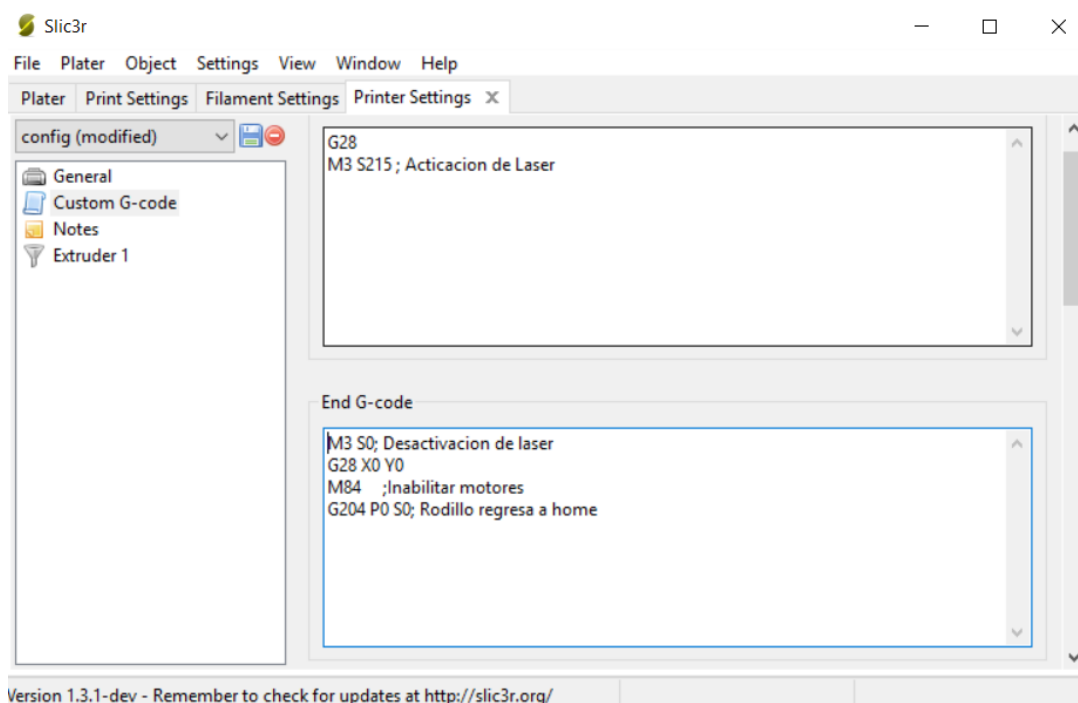 Slic3r
File Plater Object Settings View Window Help
Plater Print Settings Filament Settings Printer Settings
config (modified)
General
Custom G-code
Notes
Extruder 1
G28
M3 S215 ; Acticacion de Laser
End G-code
M3 S0; Desactivacion de laser
G28 X0 Y0
M84 ;Inabilitar motores
G204 P0 S0; Rodillo regresa a home
Version 1.3.1-dev - Remember to check for updates at http://slic3r.org/